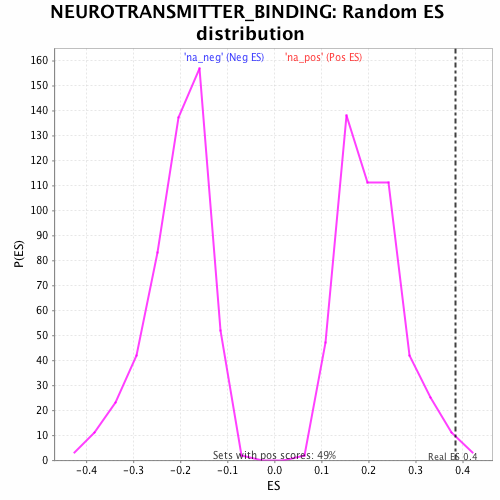 NEUROTRANSMITTER_BINDING: Random ES
distribution
'na_neg' (Neg ES) 'na_pos' (Pos ES)
160
150
140
130
120
110
100
90
80
70
60
50
40
30
20
10
0
P(ES)
Sets with pos scores: 49%
Real ES 0.4
-0.4 -0.3 -0.2 -0.1 0.0 0.1 0.2 0.3 0.4
ES